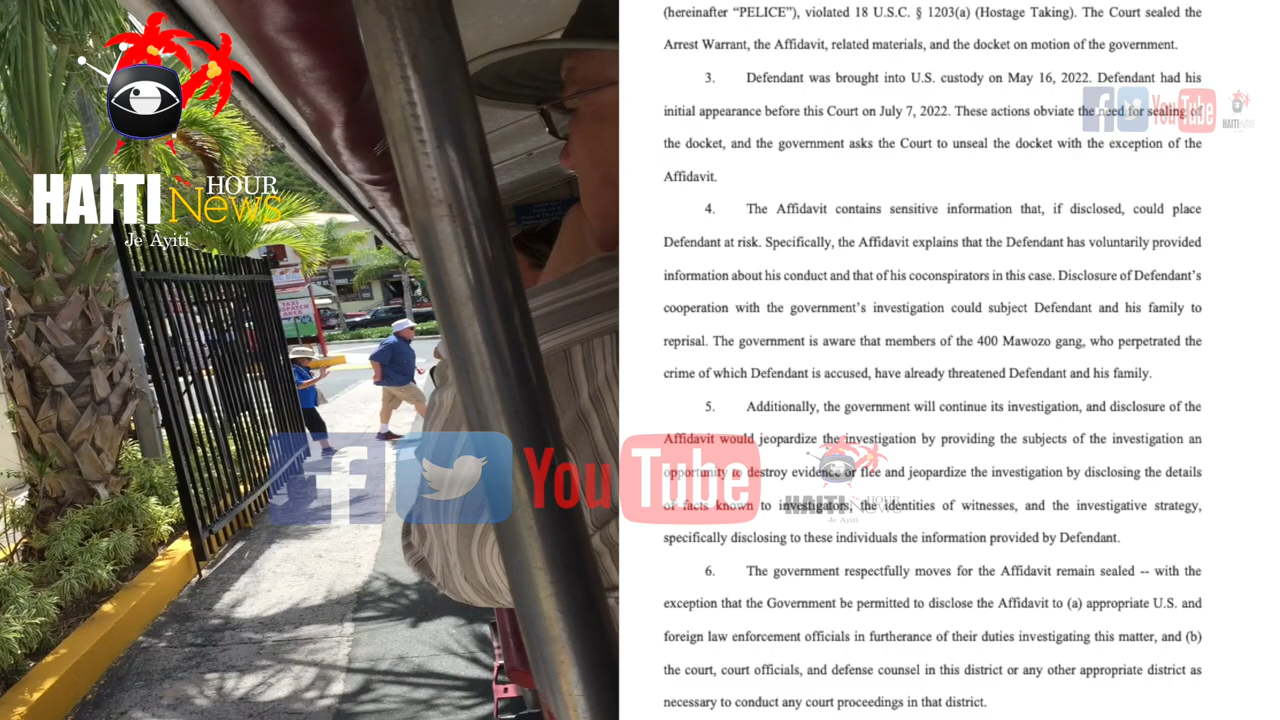 HAITI
HOUR
News
Je Ayiti
TAXI
DISPATCH
AREA
(hereinafter “PELICE”), violated 18 U.S.C. § 1203(a) (Hostage Taking). The Court sealed the
Arrest Warrant, the Affidavit, related materials, and the docket on motion of the government.
3. Defendant was brought into U.S. custody on May 16, 2022. Defendant had his
initial appearance before this Court on July 7, 2022. These actions obviate the need for sealing of
the docket, and the government asks the Court to unseal the docket with the exception of the
Affidavit.
4. The Affidavit contains sensitive information that, if disclosed, could place
Defendant at risk. Specifically, the Affidavit explains that the Defendant has voluntarily provided
information about his conduct and that of his coconspirators in this case. Disclosure of Defendant’s
cooperation with the government’s investigation could subject Defendant and his family to
reprisal. The government is aware that members of the 400 Mawozo gang, who perpetrated the
crime of which Defendant is accused, have already threatened Defendant and his family.
5. Additionally, the government will continue its investigation, and disclosure of the
Affidavit would jeopardize the investigation by providing the subjects of the investigation an
opportunity to destroy evidence or flee and jeopardize the investigation by disclosing the details
of facts known to investigators, the identities of witnesses, and the investigative strategy,
specifically disclosing to these individuals the information provided by Defendant.
6. The government respectfully moves for the Affidavit remain sealed -- with the
exception that the Government be permitted to disclose the Affidavit to (a) appropriate U.S. and
foreign law enforcement officials in furtherance of their duties investigating this matter, and (b)
the court, court officials, and defense counsel in this district or any other appropriate district as
necessary to conduct any court proceedings in that district.
YouTube
HAITI
YouTube
HAITI HOUR
NEWS
Je Ayiti